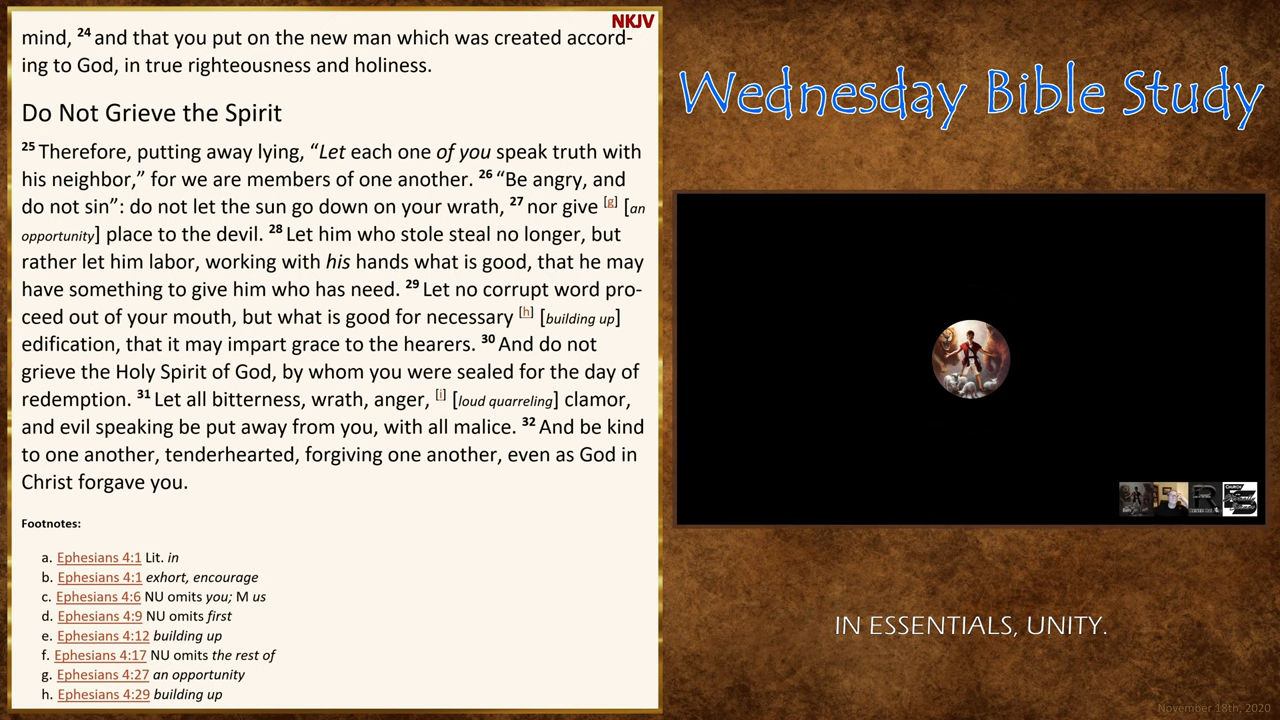 NKJV
mind, 24 and that you put on the new man which was created accord-
ing to God, in true righteousness and holiness.
Do Not Grieve the Spirit
25 Therefore, putting away lying, “Let each one of you speak truth with
his neighbor,” for we are members of one another. 26 “Be angry, and
do not sin”: do not let the sun go down on your wrath, 27 nor give [g] [an
opportunity] place to the devil. 28 Let him who stole steal no longer, but
rather let him labor, working with his hands what is good, that he may
have something to give him who has need. 29 Let no corrupt word pro-
ceed out of your mouth, but what is good for necessary [h] [building up]
edification, that it may impart grace to the hearers. 30 And do not
grieve the Holy Spirit of God, by whom you were sealed for the day of
redemption. 31 Let all bitterness, wrath, anger, [i] [loud quarreling] clamor,
and evil speaking be put away from you, with all malice. 32 And be kind
to one another, tenderhearted, forgiving one another, even as God in
Christ forgave you.
Footnotes:
a. Ephesians 4:1 Lit. in
b. Ephesians 4:1 exhort, encourage
c. Ephesians 4:6 NU omits you; M us
d. Ephesians 4:9 NU omits first
e. Ephesians 4:12 building up
f. Ephesians 4:17 NU omits the rest of
g. Ephesians 4:27 an opportunity
h. Ephesians 4:29 building up
Wednesday Bible Study
IN ESSENTIALS, UNITY.
November 18th, 2020